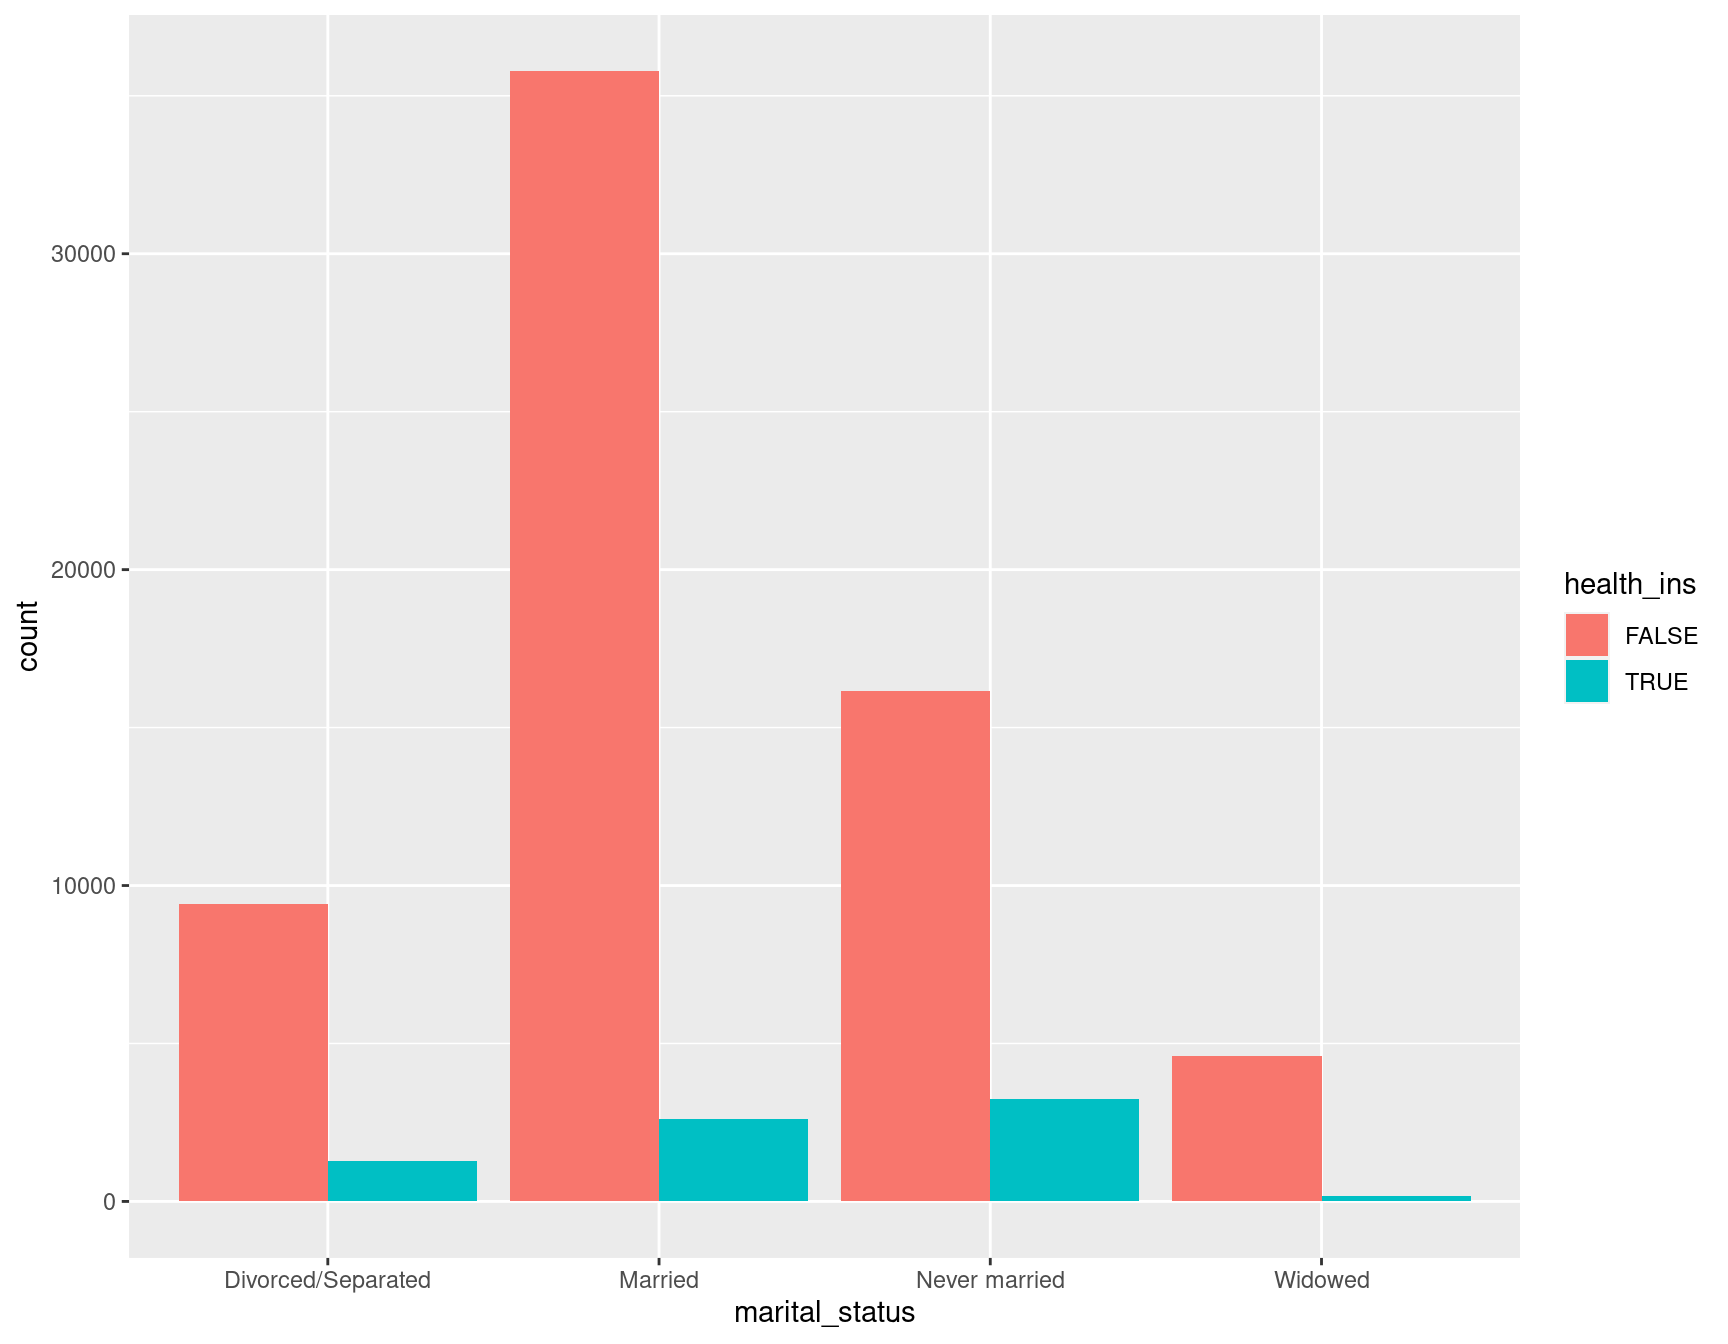 30000
20000
10000
0
count
Divorced/Separated
Married
Never married
Widowed
marital_status
health_ins
FALSE
TRUE